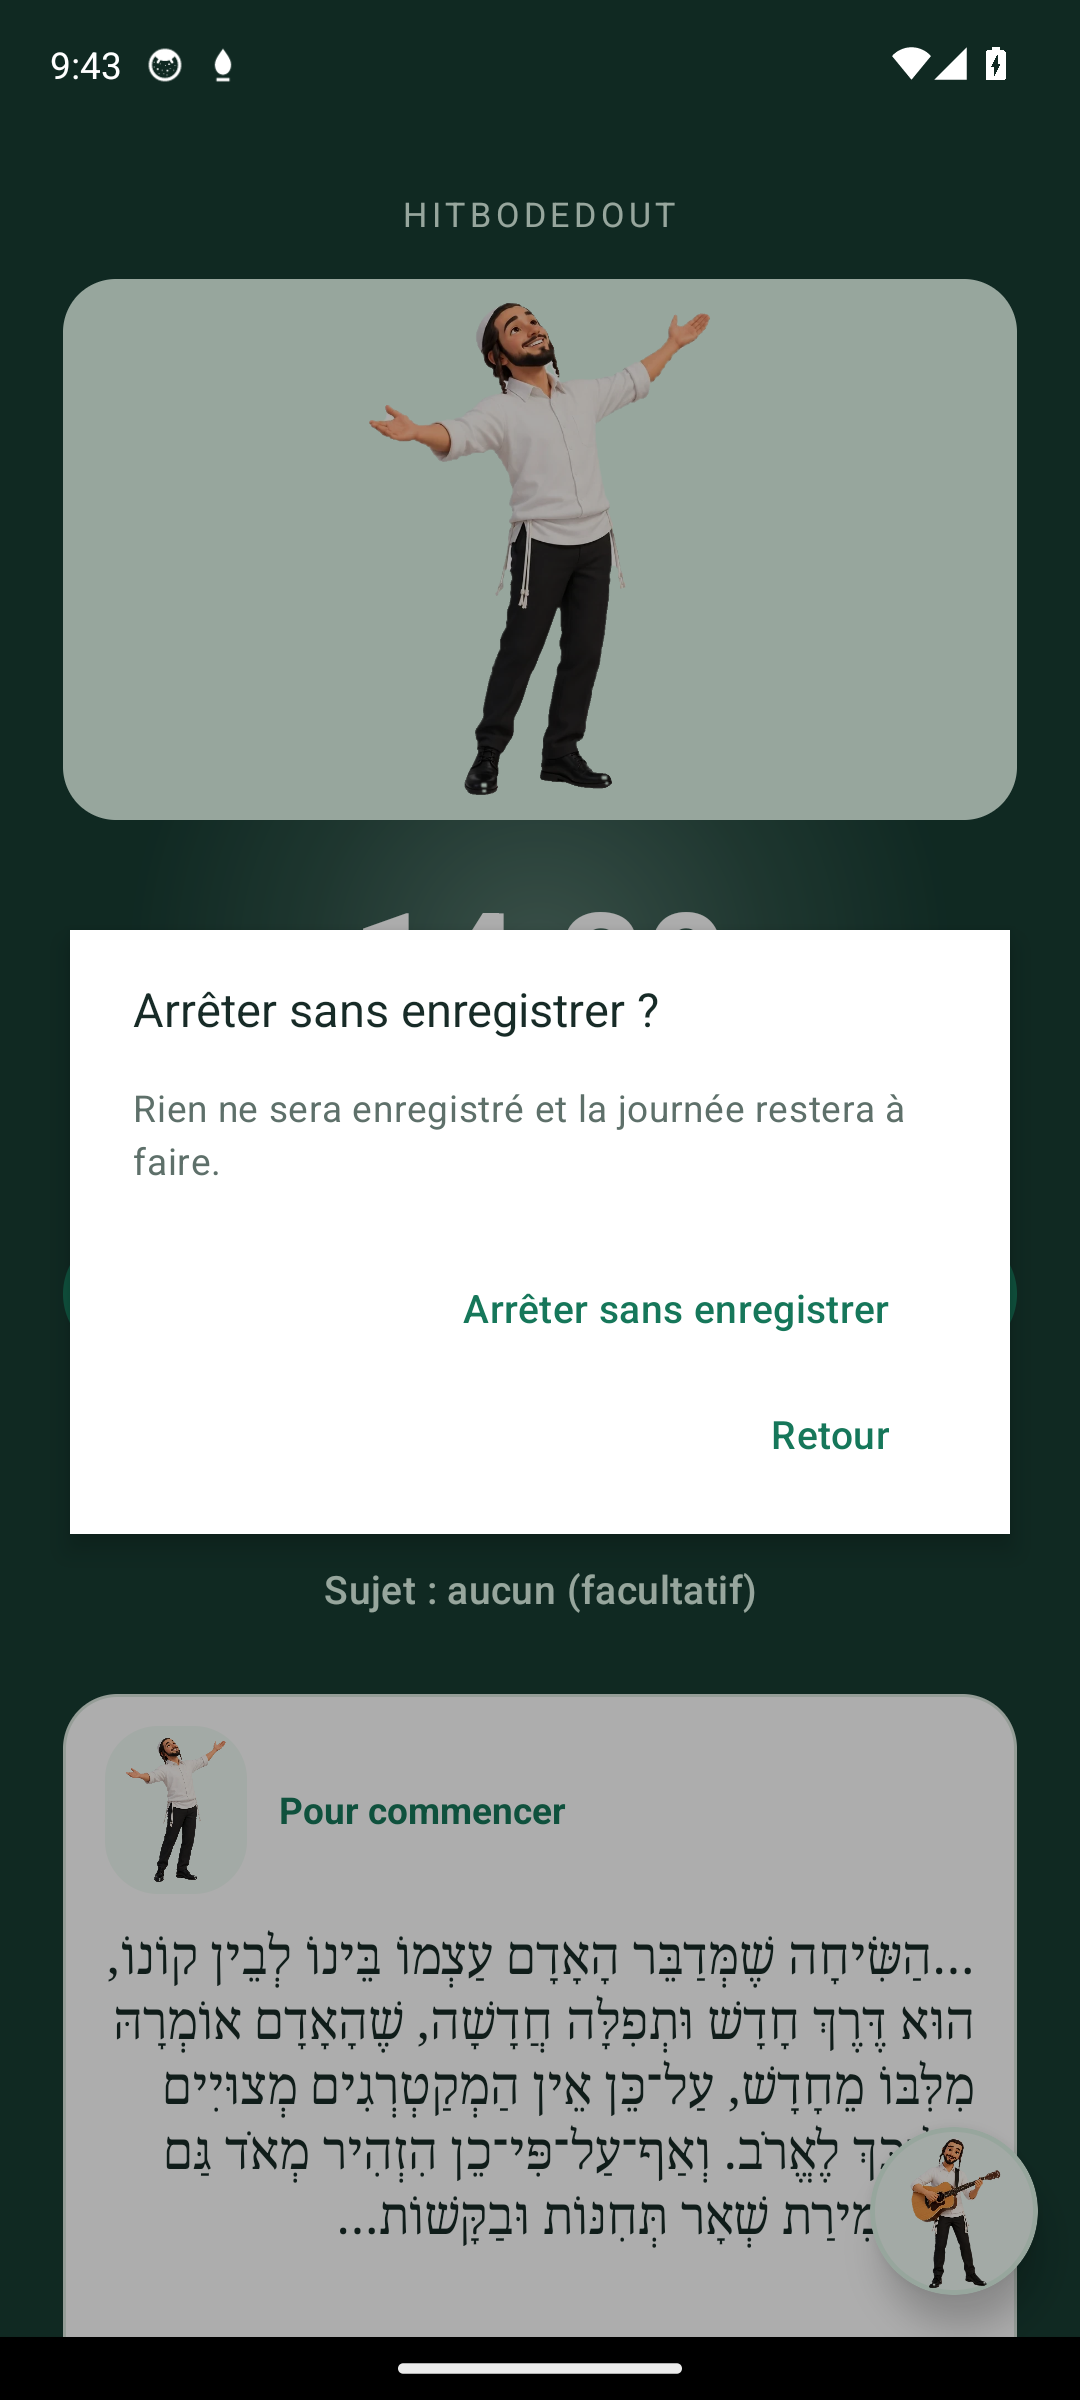 9:43
HITBODEDOUT
Arrêter sans enregistrer ?
Rien ne sera enregistré et la journée restera à
faire.
Arrêter sans enregistrer
Retour
Sujet : aucun (facultatif)
Pour commencer
...הַשִּׂיחָה שֶׁמְּדַבֵּר הָאָדָם עַצְמוֹ בֵּינוֹ לְבֵין קוֹנוֹ,
הוּא דֶּרֶךְ חָדָשׁ וּתְפִלָּה חֲדָשָׁה, שֶׁהָאָדָם אוֹמְרָהּ
מִלִּבּוֹ מֵחָדָשׁ, עַל־כֵּן אֵין הַמְקַטְרְגִים מְצוּיִּים
לֶאֱרֹב. וְאַף־עַל־פִּי־כֵן הִזְהִיר מְאֹד גַּם
שְׁאָר תְּחִנּוֹת וּבַקָּשׁוֹת...